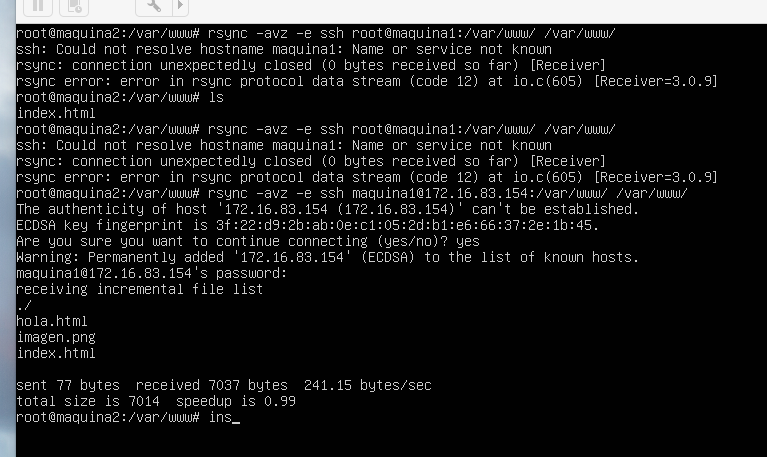 root@maquina2:/var/www# rsync -avz -e ssh root@maquina1:/var/www/ /var/www/
ssh: Could not resolve hostname maquina1: Name or service not known
rsync: connection unexpectedly closed (0 bytes received so far) [Receiver]
rsync error: error in rsync protocol data stream (code 12) at io.c(605) [Receiver=3.0.9]
root@maquina2:/var/www# ls
index.html
root@maquina2:/var/www# rsync -avz -e ssh root@maquina1:/var/www/ /var/www/
ssh: Could not resolve hostname maquina1: Name or service not known
rsync: connection unexpectedly closed (0 bytes received so far) [Receiver]
rsync error: error in rsync protocol data stream (code 12) at io.c(605) [Receiver=3.0.9]
root@maquina2:/var/www# rsync -avz -e ssh maquina1@172.16.83.154:/var/www/ /var/www/
The authenticity of host '172.16.83.154 (172.16.83.154)' can't be established.
ECDSA key fingerprint is 3f:22:d9:2b:ab:0e:c1:05:2d:b1:e6:66:37:2e:1b:45.
Are you sure you want to continue connecting (yes/no)? yes
Warning: Permanently added '172.16.83.154' (ECDSA) to the list of known hosts.
maquina1@172.16.83.154's password:
receiving incremental file list
./
hola.html
imagen.png
index.html
sent 77 bytes  received 7037 bytes  241.15 bytes/sec
total size is 7014  speedup is 0.99
root@maquina2:/var/www# ins_